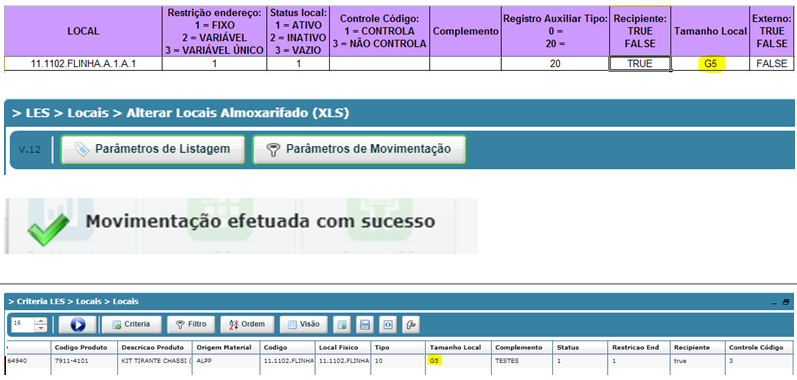 LOCAL
Restrição endereço:
1 = FIXO
2 = VARIÁVEL
3 = VARIÁVEL ÚNICO
Status local:
1 = ATIVO
2 = INATIVO
3 = VAZIO
Controle Código:
1 = CONTROLA
3 = NÃO CONTROLA
Complemento
Registro Auxiliar Tipo:
0 =
20 =
Recipiente:
TRUE
FALSE
Tamanho Local
Externo:
TRUE
FALSE
11.1102.FLINHA.A.1.A.1 1 1 20 TRUE G5 FALSE
> LES > Locais > Alterar Locais Almoxarifado (XLS)
V.12 Parâmetros de Listagem Parâmetros de Movimentação
Movimentação efetuada com sucesso
> Criteria LES > Locais > Locais
16 Criteria Filtro Ordem Visão
Codigo Produto Descricao Produto Origem Material Codigo Local Fisico Tipo Tamanho Local Complemento Status Restricao End Recipiente Controle Código
64940 7911-4101 KIT TIRANTE CHASSI ( ALPP 11.1102.FLINHA 11.1102.FLINHA 10 G5 TESTES 1 1 true 3